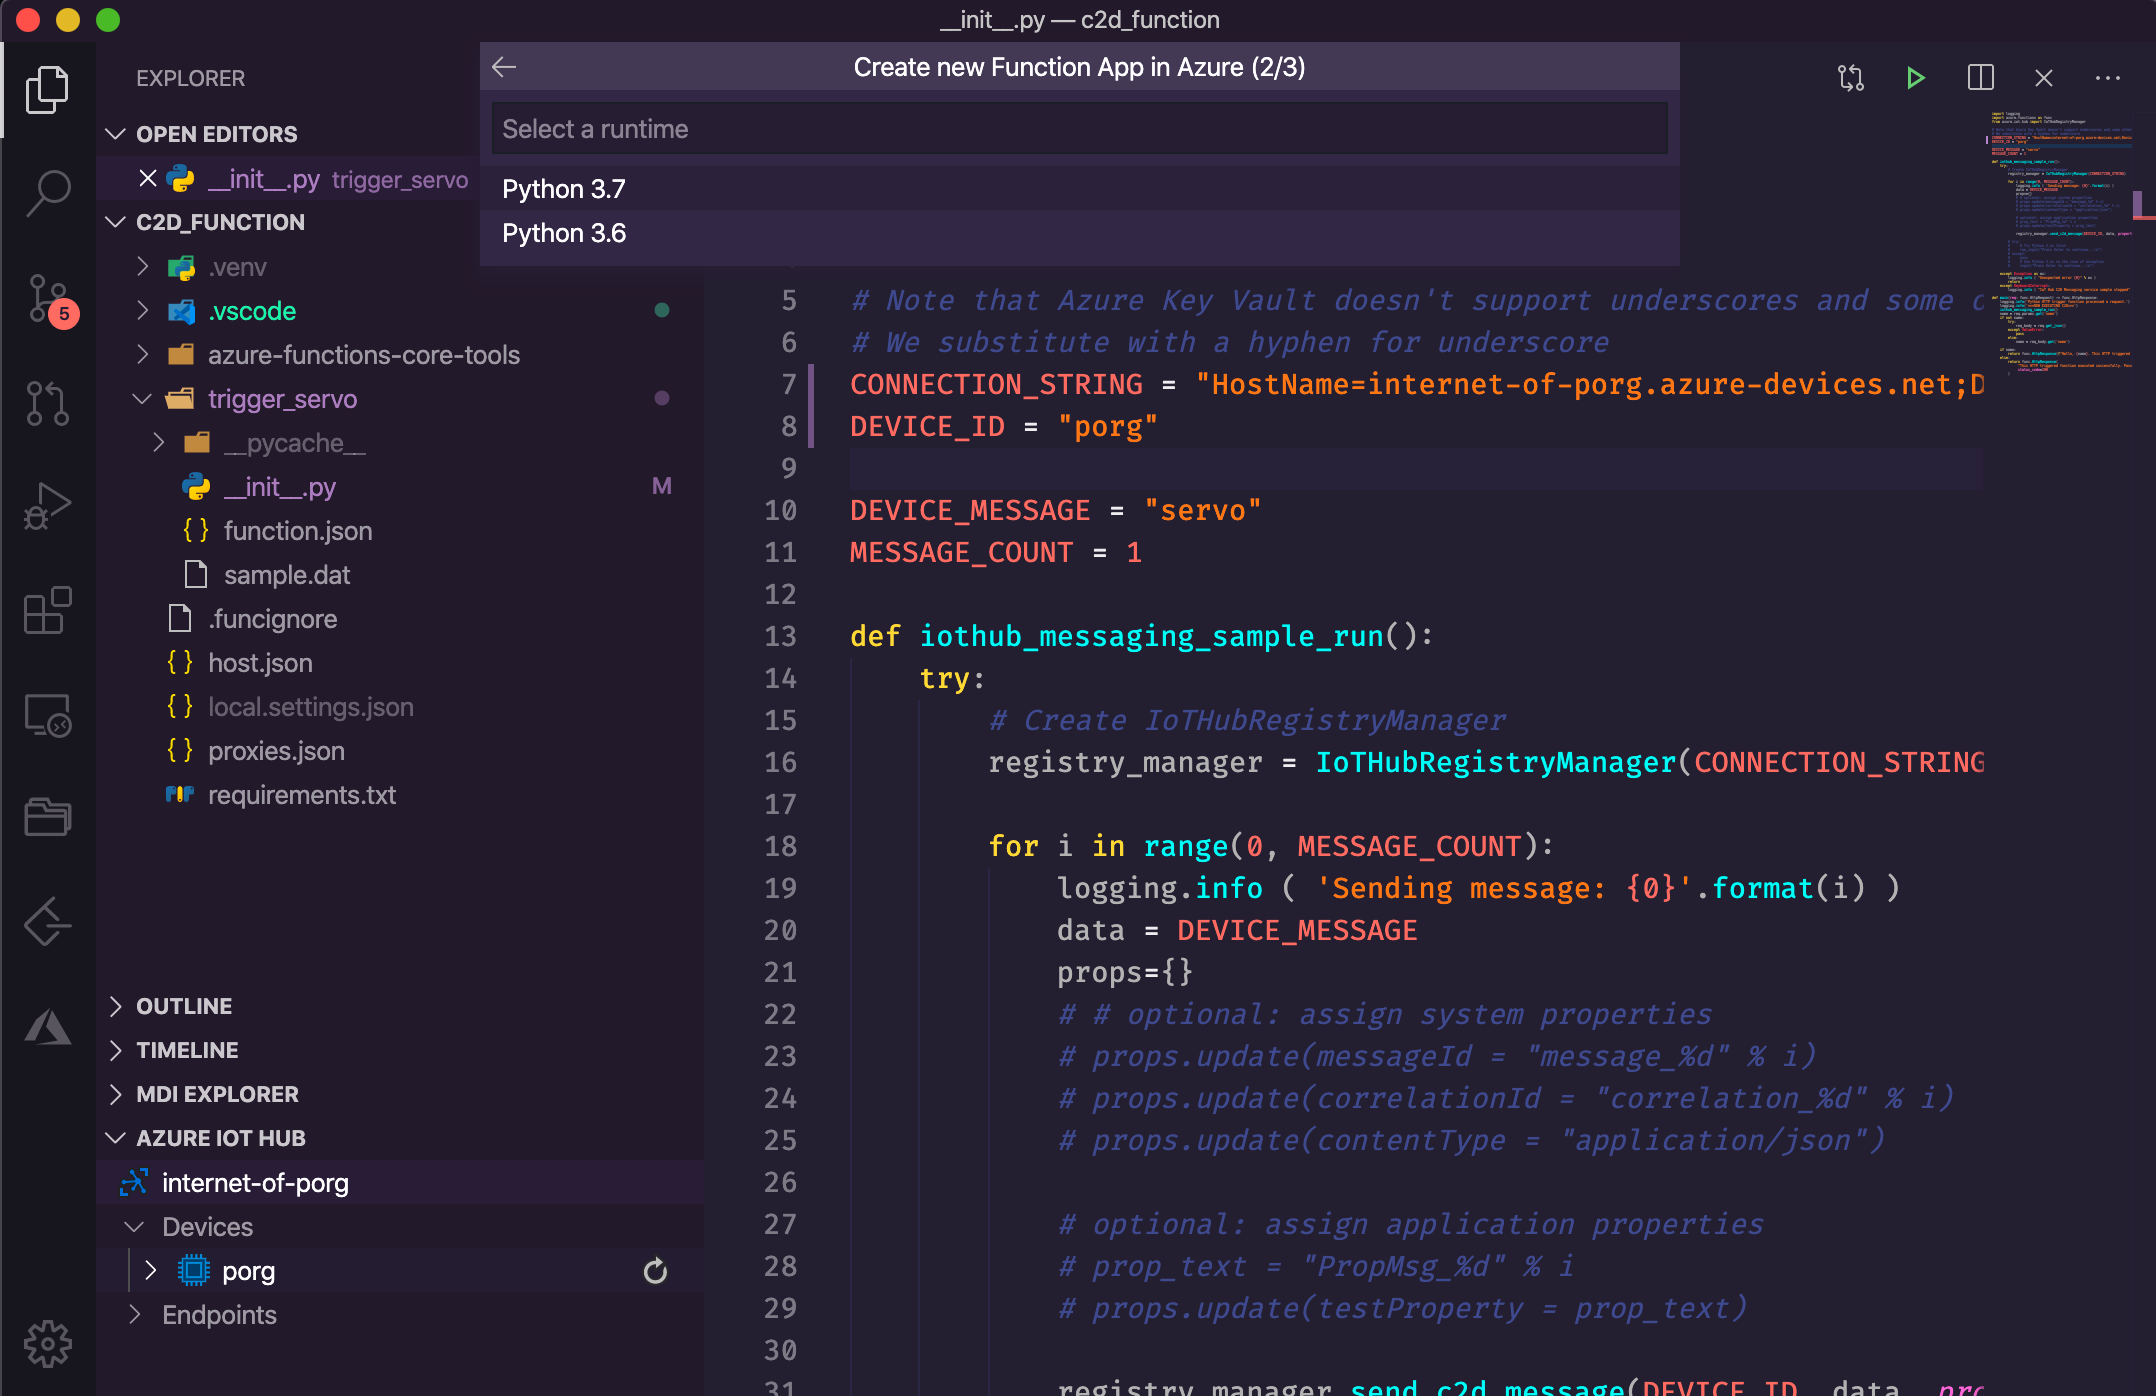 __init__.py — c2d_function
EXPLORER
OPEN EDITORS
__init__.py trigger_servo
C2D_FUNCTION
.venv
.vscode
azure-functions-core-tools
trigger_servo
__pycache__
__init__.py M
function.json
sample.dat
.funcignore
host.json
local.settings.json
proxies.json
requirements.txt
OUTLINE
TIMELINE
MDI EXPLORER
AZURE IOT HUB
internet-of-porg
Devices
porg
Endpoints
5
Create new Function App in Azure (2/3)
Select a runtime
Python 3.7
Python 3.6
5 # Note that Azure Key Vault doesn't support underscores and some
6 # We substitute with a hyphen for underscore
7 CONNECTION_STRING = "HostName=internet-of-porg.azure-devices.net;D
8 DEVICE_ID = "porg"
9
10 DEVICE_MESSAGE = "servo"
11 MESSAGE_COUNT = 1
12
13 def iothub_messaging_sample_run():
14 try:
15 # Create IoTHubRegistryManager
16 registry_manager = IoTHubRegistryManager(CONNECTION_STRING
17
18 for i in range(0, MESSAGE_COUNT):
19 logging.info ( 'Sending message: {0}'.format(i) )
20 data = DEVICE_MESSAGE
21 props={}
22 # # optional: assign system properties
23 # props.update(messageId = "message_%d" % i)
24 # props.update(correlationId = "correlation_%d" % i)
25 # props.update(contentType = "application/json")
26
27 # optional: assign application properties
28 # prop_text = "PropMsg_%d" % i
29 # props.update(testProperty = prop_text)
30
31 registry_manager.send_c2d_message(DEVICE_ID, data, pro